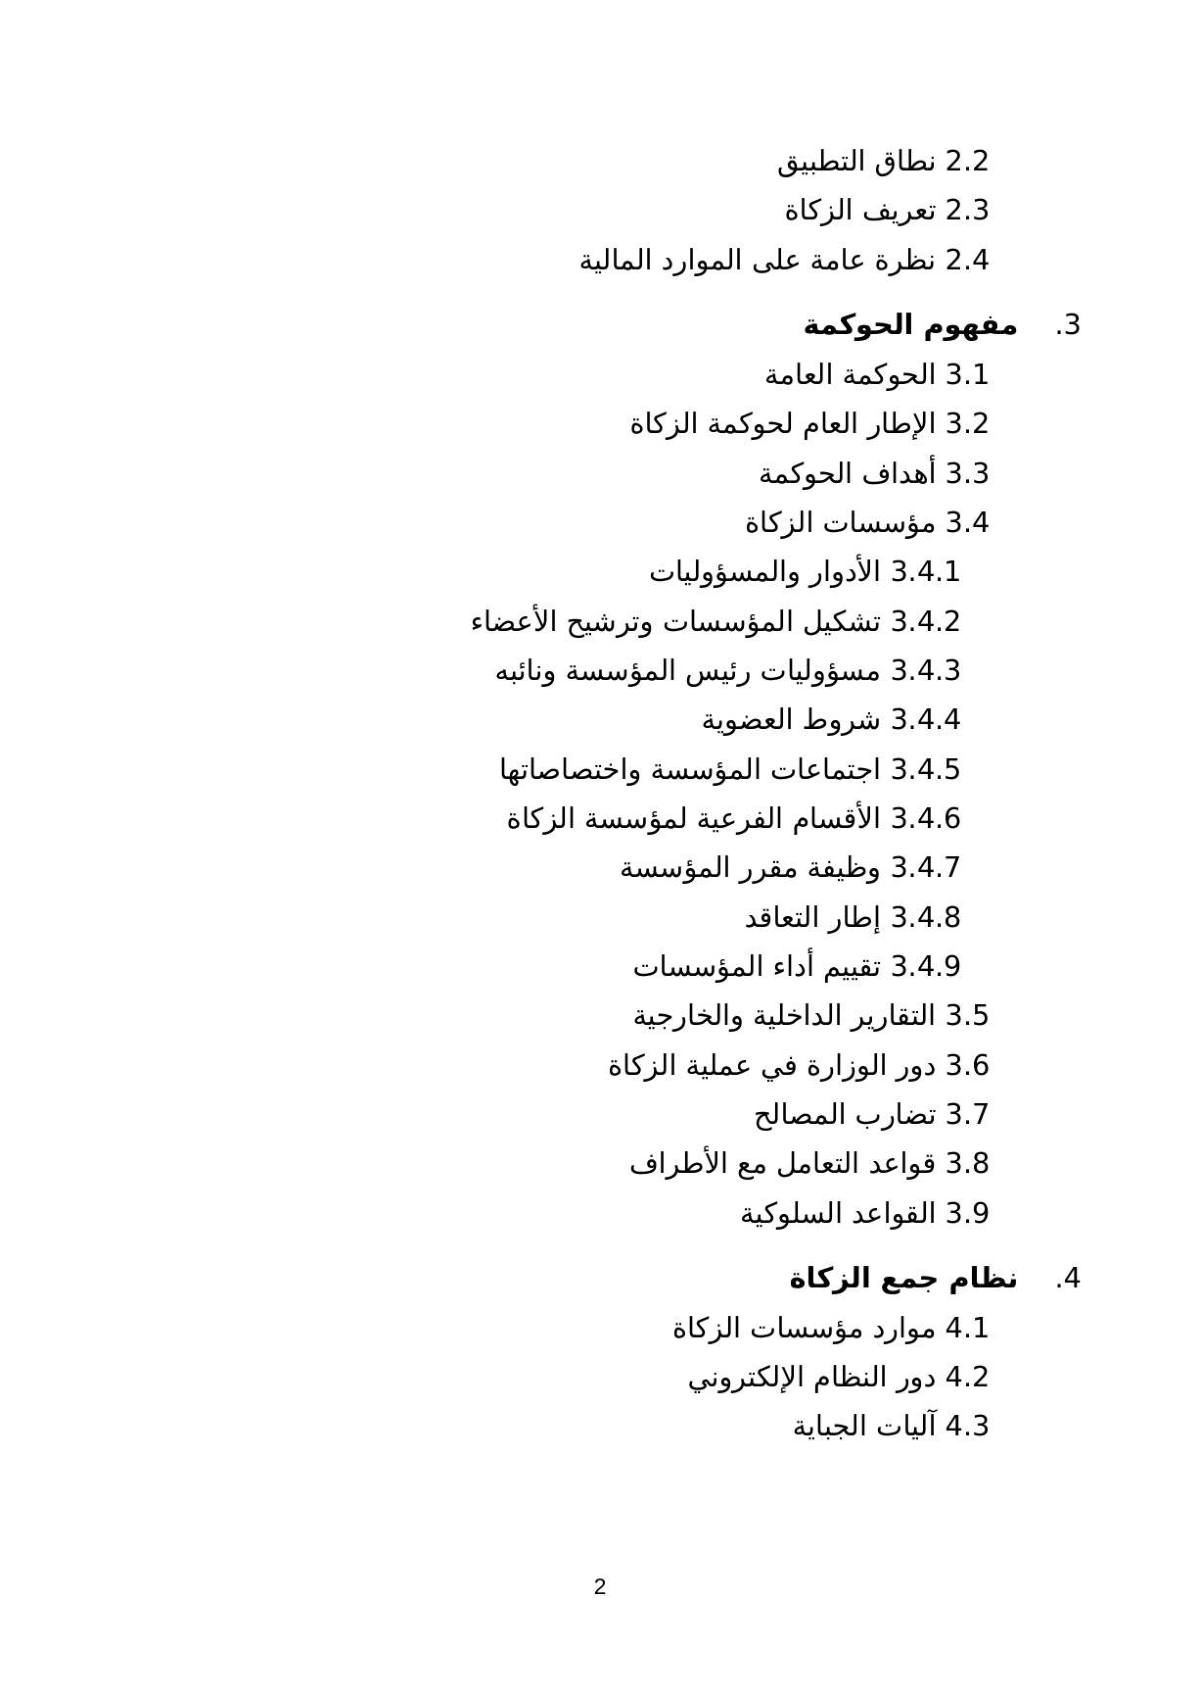 2.2 نطاق التطبيق
2.3 تعريف الزكاة
2.4 نظرة عامة على الموارد المالية
3. مفهوم الحوكمة
3.1 الحوكمة العامة
3.2 الإطار العام لحوكمة الزكاة
3.3 أهداف الحوكمة
3.4 مؤسسات الزكاة
3.4.1 الأدوار والمسؤوليات
3.4.2 تشكيل المؤسسات وترشيح الأعضاء
3.4.3 مسؤوليات رئيس المؤسسة ونائبه
3.4.4 شروط العضوية
3.4.5 اجتماعات المؤسسة واختصاصاتها
3.4.6 الأقسام الفرعية لمؤسسة الزكاة
3.4.7 وظيفة مقرر المؤسسة
3.4.8 إطار التعاقد
3.4.9 تقييم أداء المؤسسات
3.5 التقارير الداخلية والخارجية
3.6 دور الوزارة في عملية الزكاة
3.7 تضارب المصالح
3.8 قواعد التعامل مع الأطراف
3.9 القواعد السلوكية
4. نظام جمع الزكاة
4.1 موارد مؤسسات الزكاة
4.2 دور النظام الإلكتروني
4.3 آليات الجباية
2